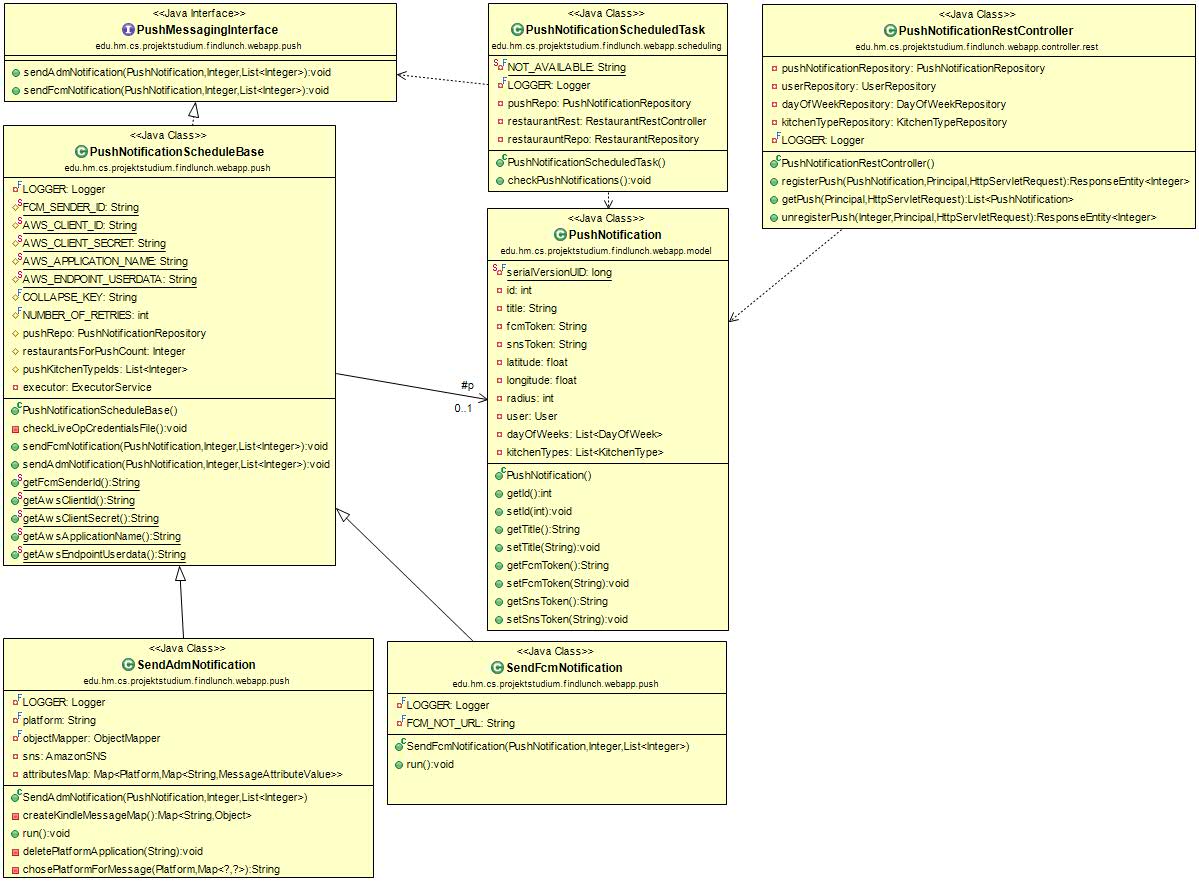 <<Java Interface>>
PushMessagingInterface
edu.hm.cs.projektstudium.findlunch.webapp.push
sendAdmNotification(PushNotification,Integer,List<Integer>):void
sendFcmNotification(PushNotification,Integer,List<Integer>):void
<<Java Class>>
PushNotificationScheduledTask
edu.hm.cs.projektstudium.findlunch.webapp.scheduling
NOT_AVAILABLE: String
LOGGER: Logger
pushRepo: PushNotificationRepository
restaurantRest: RestaurantRestController
restaurauntRepo: RestaurantRepository
PushNotificationScheduledTask()
checkPushNotifications():void
<<Java Class>>
PushNotificationRestController
edu.hm.cs.projektstudium.findlunch.webapp.controller.rest
pushNotificationRepository: PushNotificationRepository
userRepository: UserRepository
dayOfWeekRepository: DayOfWeekRepository
kitchenTypeRepository: KitchenTypeRepository
LOGGER: Logger
PushNotificationRestController()
registerPush(PushNotification,Principal,HttpServletRequest):ResponseEntity<Integer>
getPush(Principal,HttpServletRequest):List<PushNotification>
unregisterPush(Integer,Principal,HttpServletRequest):ResponseEntity<Integer>
<<Java Class>>
PushNotificationScheduleBase
edu.hm.cs.projektstudium.findlunch.webapp.push
LOGGER: Logger
FCM_SENDER_ID: String
AWS_CLIENT_ID: String
AWS_CLIENT_SECRET: String
AWS_APPLICATION_NAME: String
AWS_ENDPOINT_USERDATA: String
COLLAPSE_KEY: String
NUMBER_OF_RETRIES: int
pushRepo: PushNotificationRepository
restaurantsForPushCount: Integer
pushKitchenTypeIds: List<Integer>
executor: ExecutorService
PushNotificationScheduleBase()
checkLiveOpCredentialsFile():void
sendFcmNotification(PushNotification,Integer,List<Integer>):void
sendAdmNotification(PushNotification,Integer,List<Integer>):void
getFcmSenderId():String
getAwsClientId():String
getAwsClientSecret():String
getAwsApplicationName():String
getAwsEndpointUserdata():String
#p
0..1
<<Java Class>>
PushNotification
edu.hm.cs.projektstudium.findlunch.webapp.model
serialVersionUID: long
id: int
title: String
fcmToken: String
snsToken: String
latitude: float
longitude: float
radius: int
user: User
dayOfWeeks: List<DayOfWeek>
kitchenTypes: List<KitchenType>
PushNotification()
getId():int
setId(int):void
getTitle():String
setTitle(String):void
getFcmToken():String
setFcmToken(String):void
getSnsToken():String
setSnsToken(String):void
<<Java Class>>
SendAdmNotification
edu.hm.cs.projektstudium.findlunch.webapp.push
LOGGER: Logger
platform: String
objectMapper: ObjectMapper
sns: AmazonSNS
attributesMap: Map<Platform,Map<String,MessageAttributeValue>>
SendAdmNotification(PushNotification,Integer,List<Integer>)
createKindleMessageMap():Map<String,Object>
run():void
deletePlatformApplication(String):void
chosePlatformForMessage(Platform,Map<?,?>):String
<<Java Class>>
SendFcmNotification
edu.hm.cs.projektstudium.findlunch.webapp.push
LOGGER: Logger
FCM_NOT_URL: String
SendFcmNotification(PushNotification,Integer,List<Integer>)
run():void